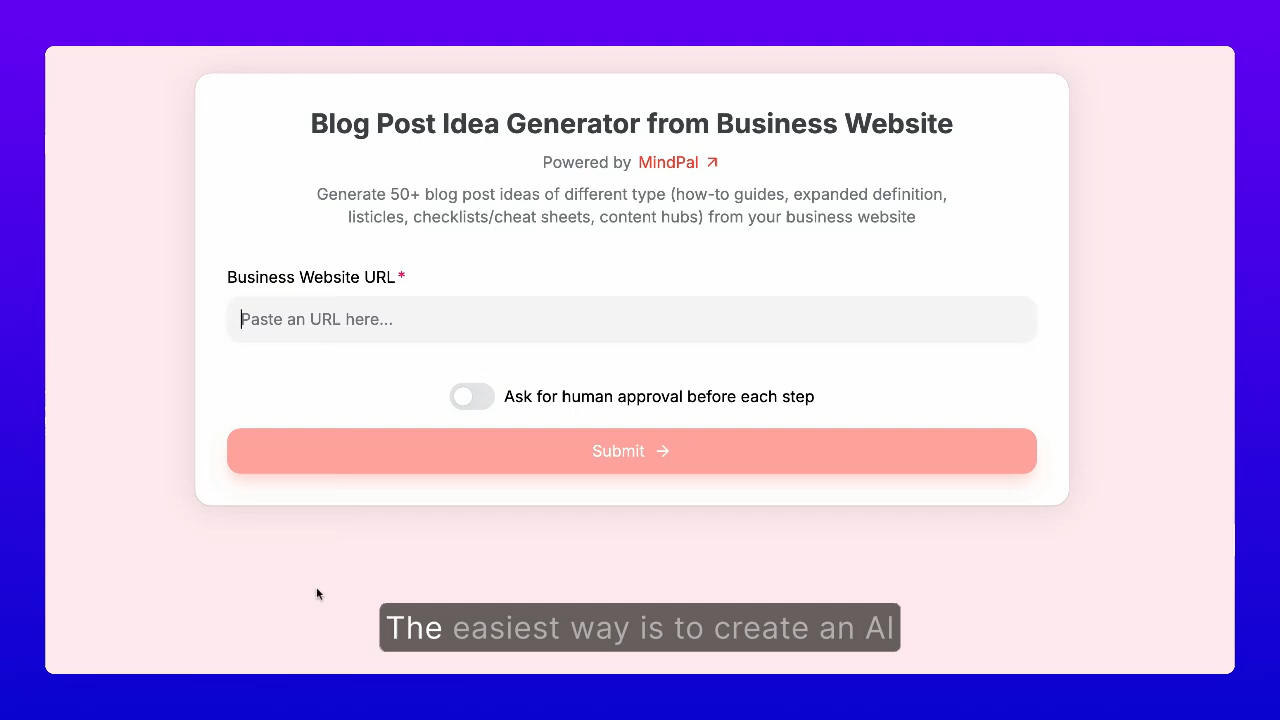 Blog Post Idea Generator from Business Website
Powered by MindPal
Generate 50+ blog post ideas of different type (how-to guides, expanded definition,
listicles, checklists/cheat sheets, content hubs) from your business website
Business Website URL*
Paste an URL here...
Ask for human approval before each step
Submit →
The easiest way is to create an AI